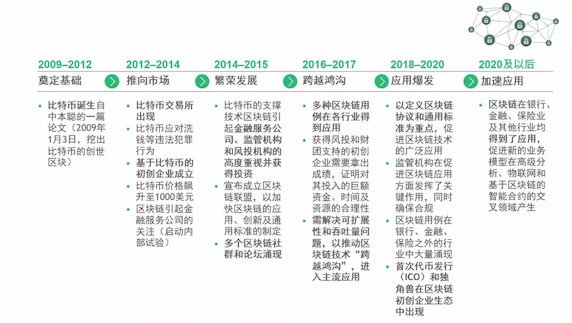 2009–2012
奠定基础
• 比特币诞生自
中本聪的一篇
论文（2009年
1月3日，挖出
比特币的创世
区块）
2012–2014
推向市场
• 比特币交易所
出现
• 比特币应对洗
钱等违法犯罪
行为
• 基于比特币的
初创企业成立
• 比特币价格飙
升至1000美元
• 区块链引起金
融服务公司的
关注（启动内
部试验）
2014–2015
繁荣发展
• 比特币的支撑
技术区块链引
起金融服务公
司、监管机构
和风投机构的
高度重视并获
得投资
• 宣布成立区块
链联盟，以加
快区块链的应
用、创新及通
用标准的制定
• 多个区块链社
群和论坛涌现
2016–2017
跨越鸿沟
• 多种区块链用
例在各行业得
到应用
• 获得风投和财
团支持的初创
企业需要拿出
成绩，证明对
其投入的巨额
资金、时间及
资源的合理性
• 需解决可扩展
性和吞吐量问
题，以推动区
块链技术“跨
越鸿沟”，进
入主流应用
2018–2020
应用爆发
• 以定义区块链
协议和通用标
准为重点，促
进区块链技术
的广泛应用
• 监管机构在促
进区块链应用
方面发挥了关
键作用，同时
确保合规
• 区块链用例在
银行、金融、
保险之外的行
业中大量涌现
• 首次代币发行
（ICO）和独
角兽在区块链
初创企业生态
中出现
2020及以后
加速应用
• 区块链在银行、
金融、保险业
及其他行业均
得到了应用，
促进新的业务
模型在高级分
析、物联网和
基于区块链的
智能合约的交
叉领域产生